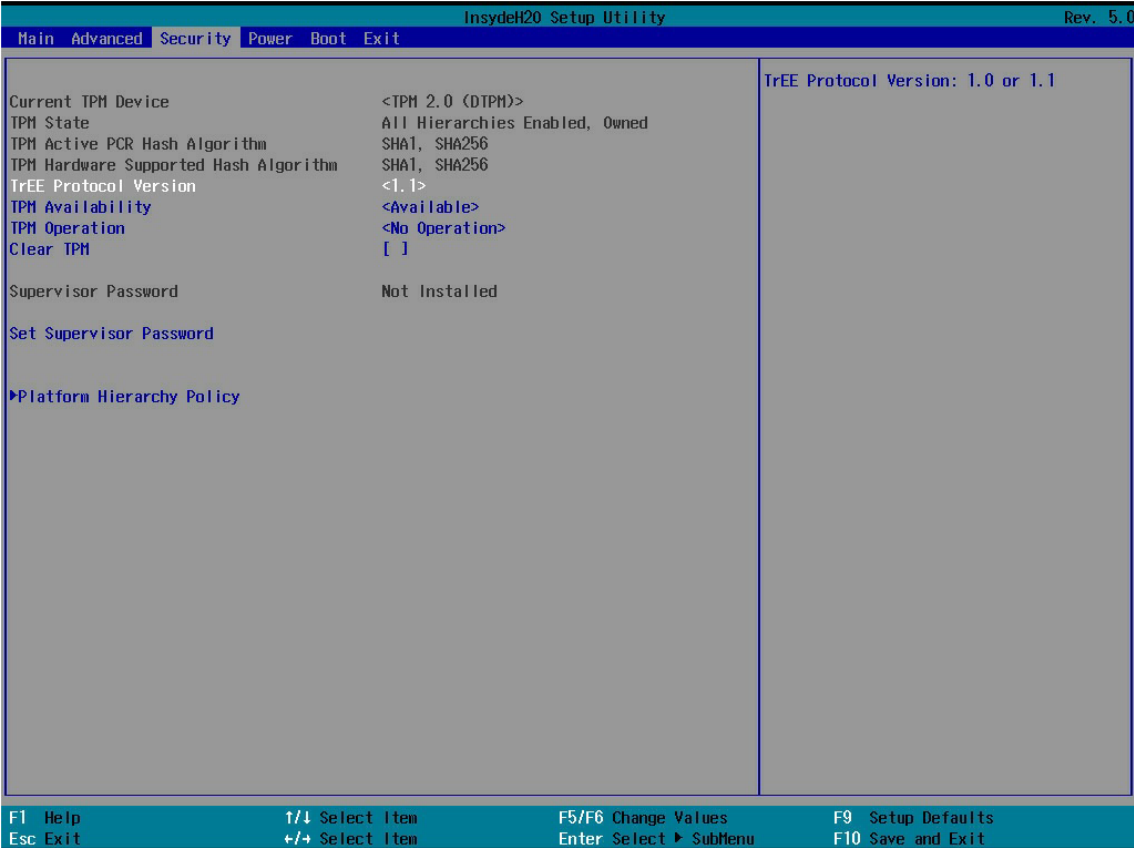 InsydeH20 Setup Utility Rev. 5.0
Main Advanced Security Power Boot Exit
TrEE Protocol Version: 1.0 or 1.1
Current TPM Device <TPM 2.0 (DTPM)>
TPM State All Hierarchies Enabled, Owned
TPM Active PCR Hash Algorithm SHA1, SHA256
TPM Hardware Supported Hash Algorithm SHA1, SHA256
TrEE Protocol Version <1.1>
TPM Availability <Available>
TPM Operation <No Operation>
Clear TPM [ ]
Supervisor Password Not Installed
Set Supervisor Password
▶Platform Hierarchy Policy
F1 Help ↑/↓ Select Item F5/F6 Change Values F9 Setup Defaults
Esc Exit ←/→ Select Item Enter Select ▶ SubMenu F10 Save and Exit